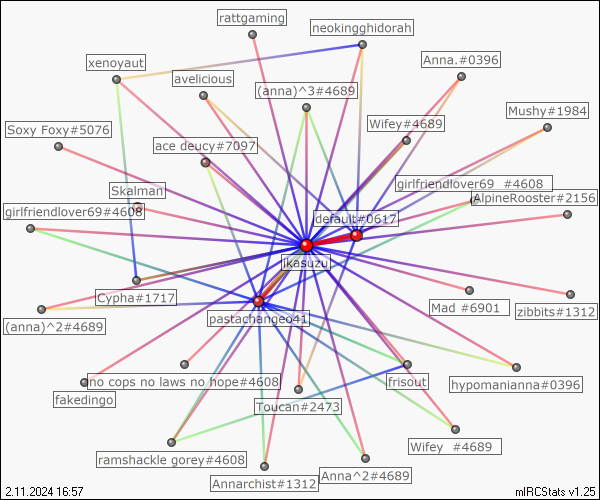 rattgaming
neokingghidorah
xenoyaut
Anna.#0396
avelicious
(anna)^3#4689
Mushy#1984
Wifey#4689
Soxy Foxy#5076
ace deucy#7097
girlfriendlover69 #4608
Skalman
AlpineRooster#2156
girlfriendlover69#4608
default#0617
ikasuzu
Cypha#1717
Mad #6901
zibbits#1312
pastachangeo41
(anna)^2#4689
no cops no laws no hope#4608
frisout
hypomanianna#0396
fakedingo
Toucan#2473
Wifey #4689
ramshackle gorey#4608
Anna^2#4689
Annarchist#1312
2.11.2024 16:57
mIRCStats v1.25